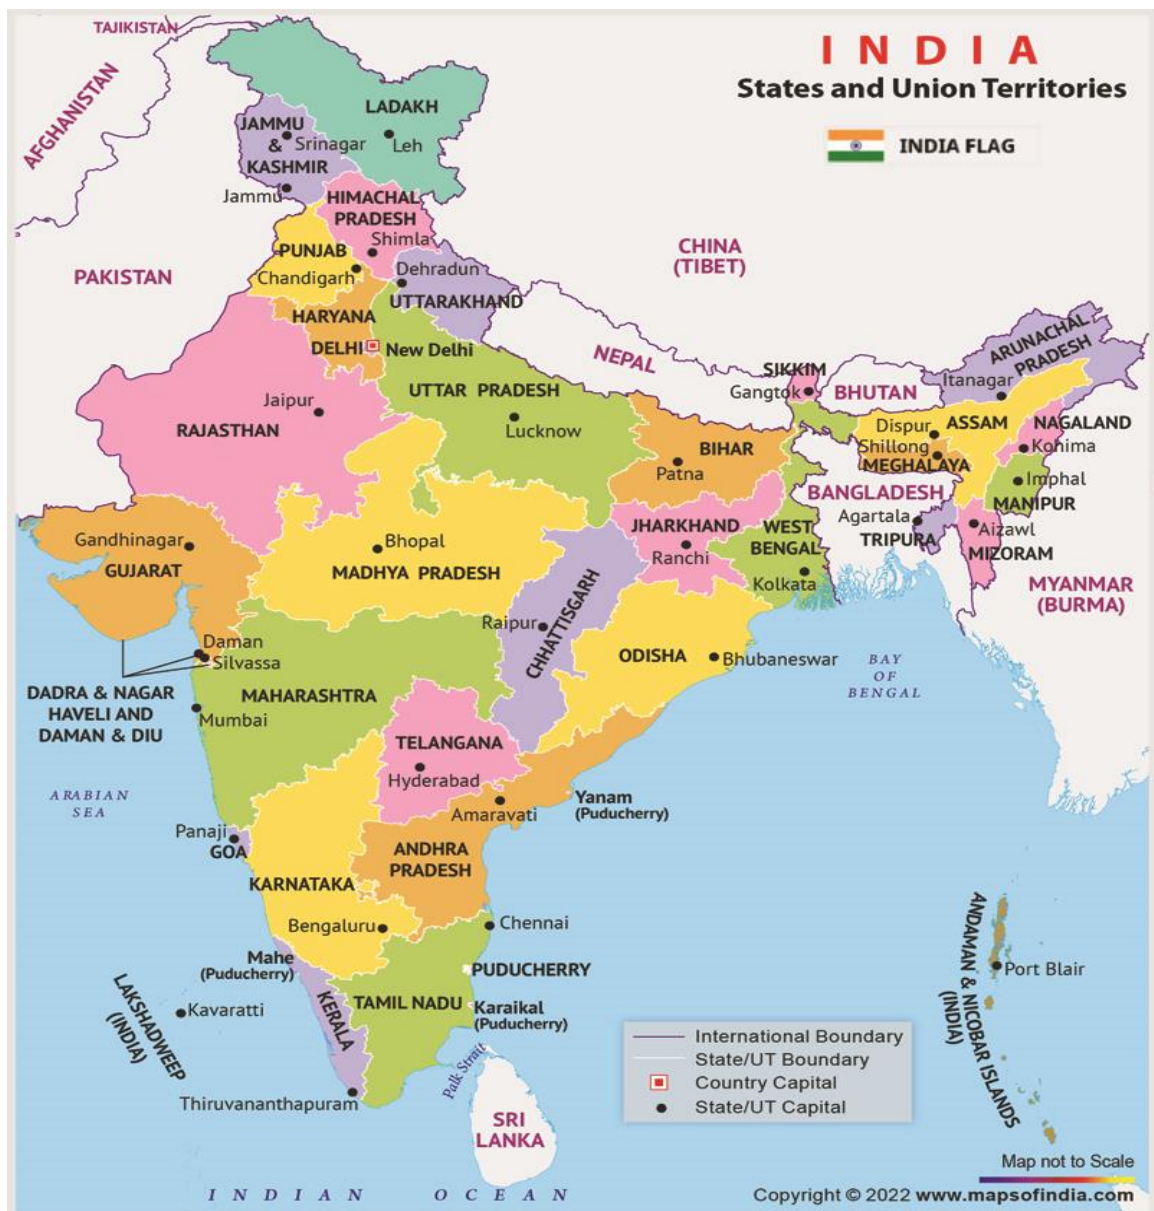 INDIA
States and Union Territories
INDIA FLAG
TAJIKISTAN
AFGHANISTAN
PAKISTAN
CHINA
(TIBET)
NEPAL
BHUTAN
BANGLADESH
MYANMAR
(BURMA)
SRI
LANKA
LADAKH
Leh
JAMMU
&
KASHMIR
Srinagar
Jammu
HIMACHAL
PRADESH
Shimla
PUNJAB
Chandigarh
Dehradun
UTTARAKHAND
HARYANA
DELHI
New Delhi
UTTAR PRADESH
Lucknow
Jaipur
RAJASTHAN
BIHAR
Patna
SIKKIM
Gangtok
ARUNACHAL
PRADESH
Itanagar
ASSAM
Dispur
Shillong
MEGHALAYA
NAGALAND
Kohima
Imphal
MANIPUR
Agartala
TRIPURA
Aizawl
MIZORAM
Gandhinagar
GUJARAT
Bhopal
MADHYA PRADESH
JHARKHAND
Ranchi
WEST
BENGAL
Kolkata
Raipur
CHHATTISGARH
ODISHA
Bhubaneswar
Daman
Silvassa
DADRA & NAGAR
HAVELI AND
DAMAN & DIU
MAHARASHTRA
Mumbai
TELANGANA
Hyderabad
BAY
OF
BENGAL
ARABIAN
SEA
Yanam
(Puducherry)
Amaravati
ANDHRA
PRADESH
Panaji
GOA
KARNATAKA
Bengaluru
Chennai
Mahe
(Puducherry)
PUDUCHERRY
TAMIL NADU
Karaikal
(Puducherry)
KERALA
LAKSHADWEEP
(INDIA)
Kavaratti
Thiruvananthapuram
Palk Strait
ANDAMAN & NICOBAR ISLANDS
(INDIA)
Port Blair
International Boundary
State/UT Boundary
Country Capital
State/UT Capital
INDIAN OCEAN
Map not to Scale
Copyright © 2022 www.mapsofindia.com